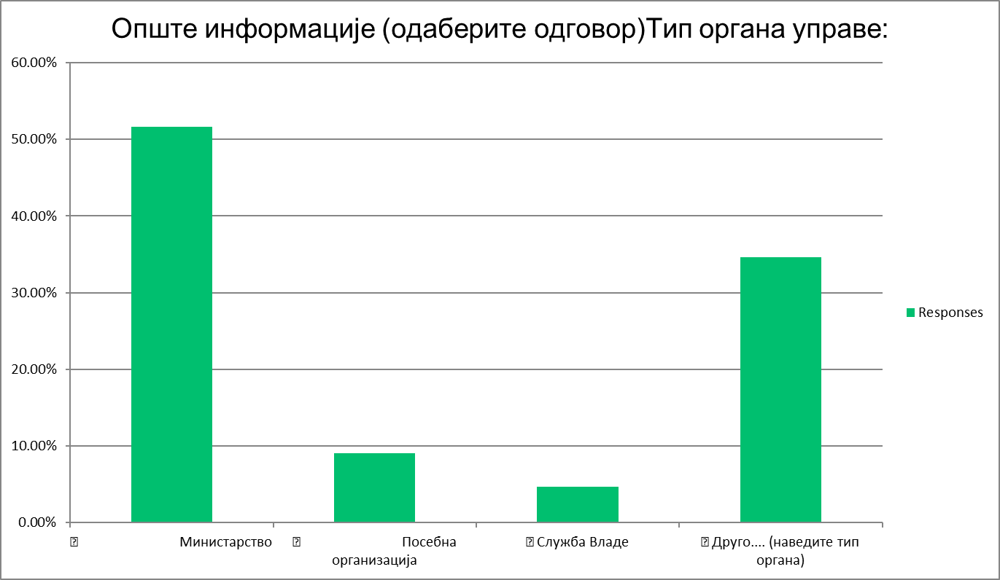 Опште информације (одаберите одговор)Тип органа управе:
60.00%
50.00%
40.00%
30.00%
20.00%
10.00%
0.00%
Responses
Министарство
Посебна
организација
Служба Владе
Друго.... (наведите тип
органа)